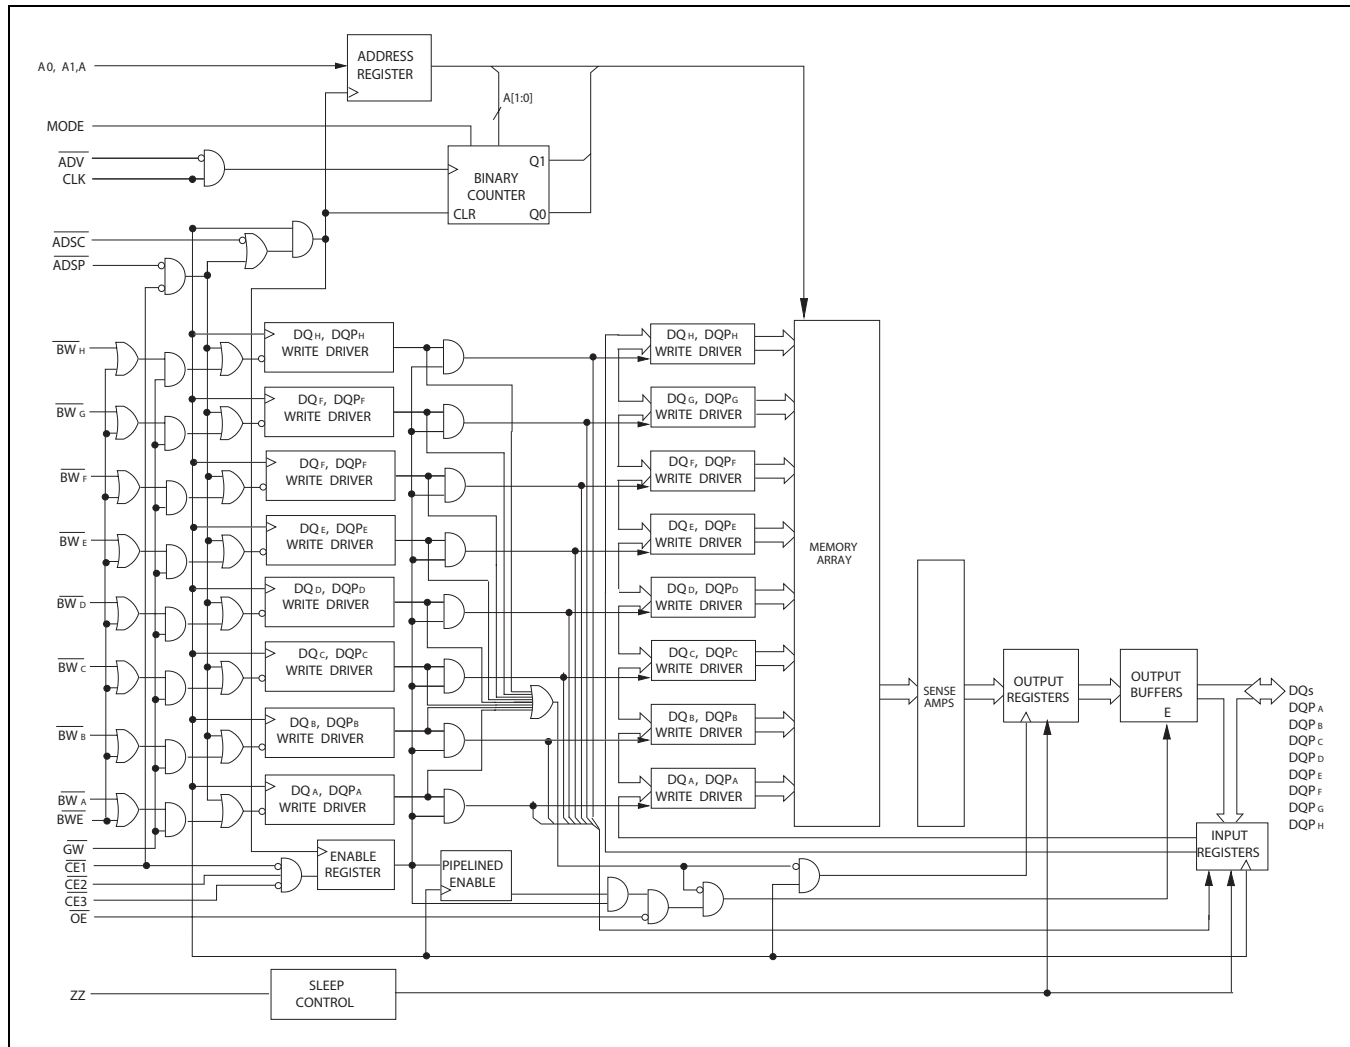 A0, A1,A
ADDRESS
REGISTER
A[1:0]
MODE
ADV
CLK
BINARY
COUNTER
Q1
CLR
Q0
ADSC
ADSP
BW H
DQ H, DQP H
WRITE DRIVER
DQ H, DQP H
WRITE DRIVER
BW G
DQ F, DQP F
WRITE DRIVER
DQ G, DQP G
WRITE DRIVER
BW F
DQ F, DQP F
WRITE DRIVER
DQ F, DQP F
WRITE DRIVER
BW E
DQ E, DQP E
WRITE DRIVER
DQ E, DQP E
WRITE DRIVER
MEMORY
ARRAY
BW D
DQ D, DQP D
WRITE DRIVER
DQ D, DQP D
WRITE DRIVER
BW C
DQ C, DQP C
WRITE DRIVER
DQ C, DQP C
WRITE DRIVER
SENSE
AMPS
OUTPUT
REGISTERS
OUTPUT
BUFFERS
E
BW B
DQ B, DQP B
WRITE DRIVER
DQ B, DQP B
WRITE DRIVER
BW A
BWE
DQ A, DQP A
WRITE DRIVER
DQ A, DQP A
WRITE DRIVER
DQs
DQP A
DQP B
DQP C
DQP D
DQP E
DQP F
DQP G
DQP H
INPUT
REGISTERS
GW
CE1
CE2
CE3
OE
ENABLE
REGISTER
PIPELINED
ENABLE
ZZ
SLEEP
CONTROL